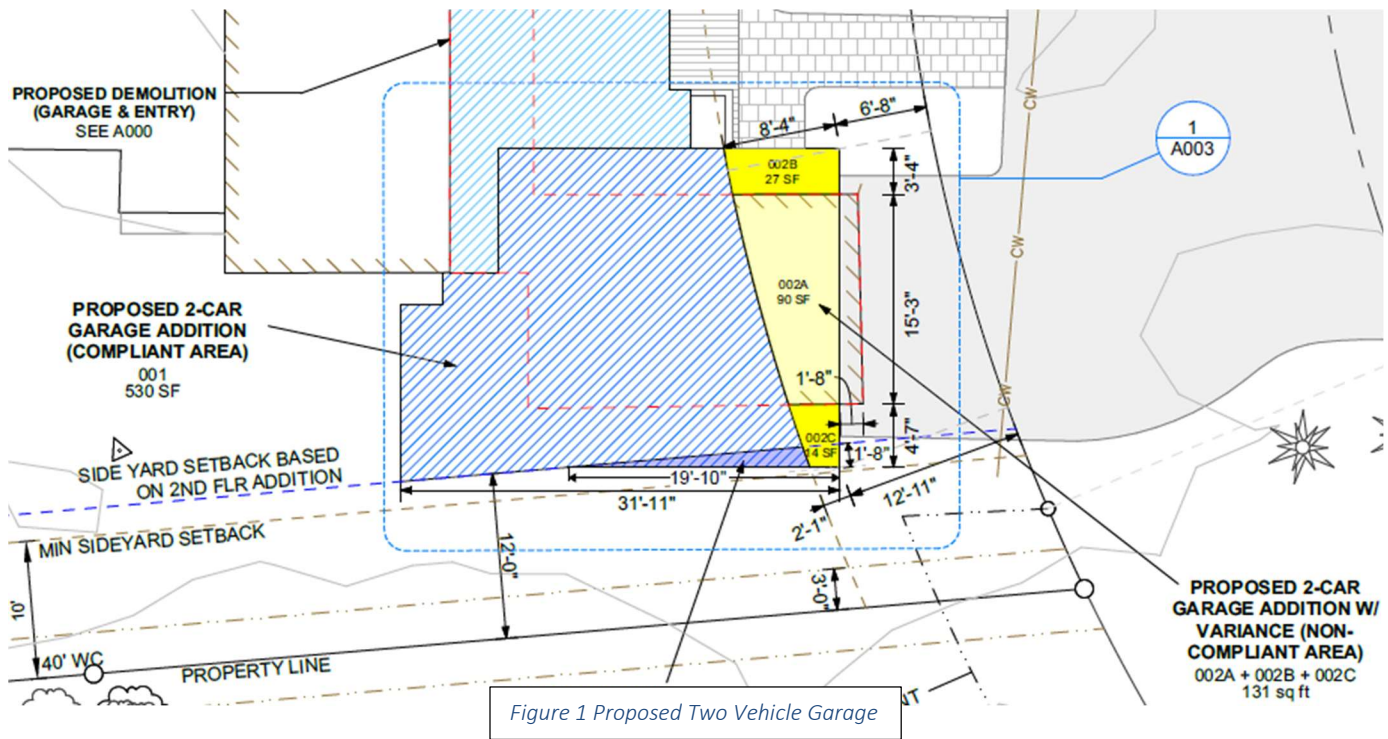 PROPOSED DEMOLITION
(GARAGE & ENTRY)
SEE A000
8'-4"
6'-8"
CW
1
A003
002B
27 SF
3'-4"
002A
90 SF
15'-3"
CW
PROPOSED 2-CAR
GARAGE ADDITION
(COMPLIANT AREA)
001
530 SF
1'-8"
CW
002C
14 SF
1'-8"
4'-7"
SIDE YARD SETBACK BASED
ON 2ND FLR ADDITION
19'-10"
31'-11"
2'-1"
12'-11"
MIN SIDEYARD SETBACK
12'-0"
3'-0"
10'
40' WC
PROPERTY LINE
PROPOSED 2-CAR
GARAGE ADDITION W/
VARIANCE (NON-
COMPLIANT AREA)
002A + 002B + 002C
131 sq ft
Figure 1 Proposed Two Vehicle Garage